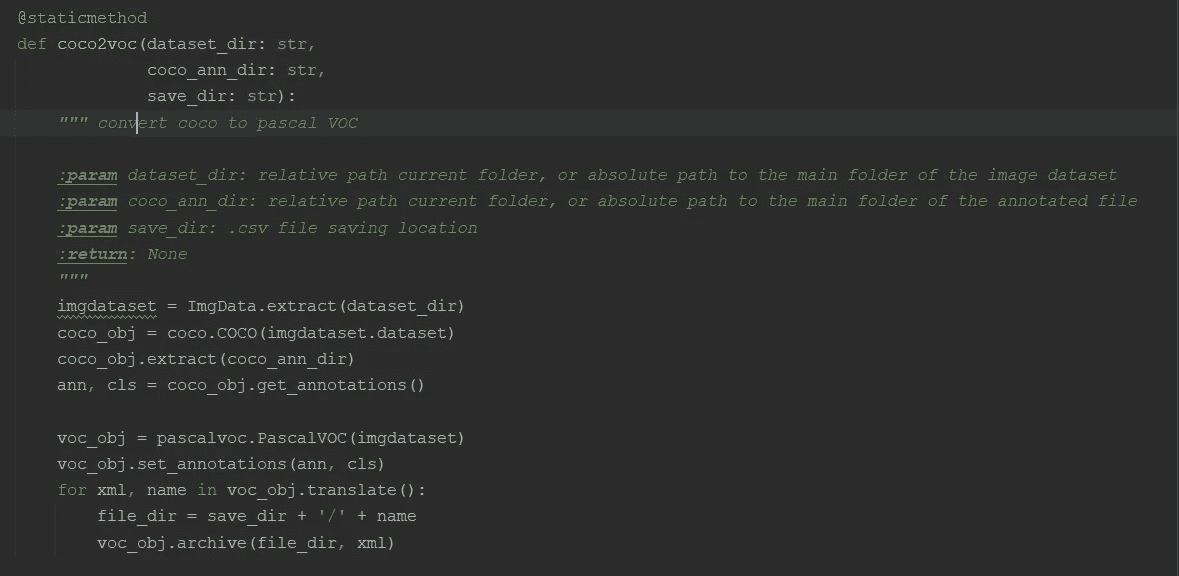 @staticmethod
def coco2voc(dataset_dir: str,
             coco_ann_dir: str,
             save_dir: str):
    """ convert coco to pascal VOC

    :param dataset_dir: relative path current folder, or absolute path to the main folder of the image dataset
    :param coco_ann_dir: relative path current folder, or absolute path to the main folder of the annotated file
    :param save_dir: .csv file saving location
    :return: None
    """
    imgdataset = ImgData.extract(dataset_dir)
    coco_obj = coco.COCO(imgdataset.dataset)
    coco_obj.extract(coco_ann_dir)
    ann, cls = coco_obj.get_annotations()

    voc_obj = pascalvoc.PascalVOC(imgdataset)
    voc_obj.set_annotations(ann, cls)
    for xml, name in voc_obj.translate():
        file_dir = save_dir + '/' + name
        voc_obj.archive(file_dir, xml)